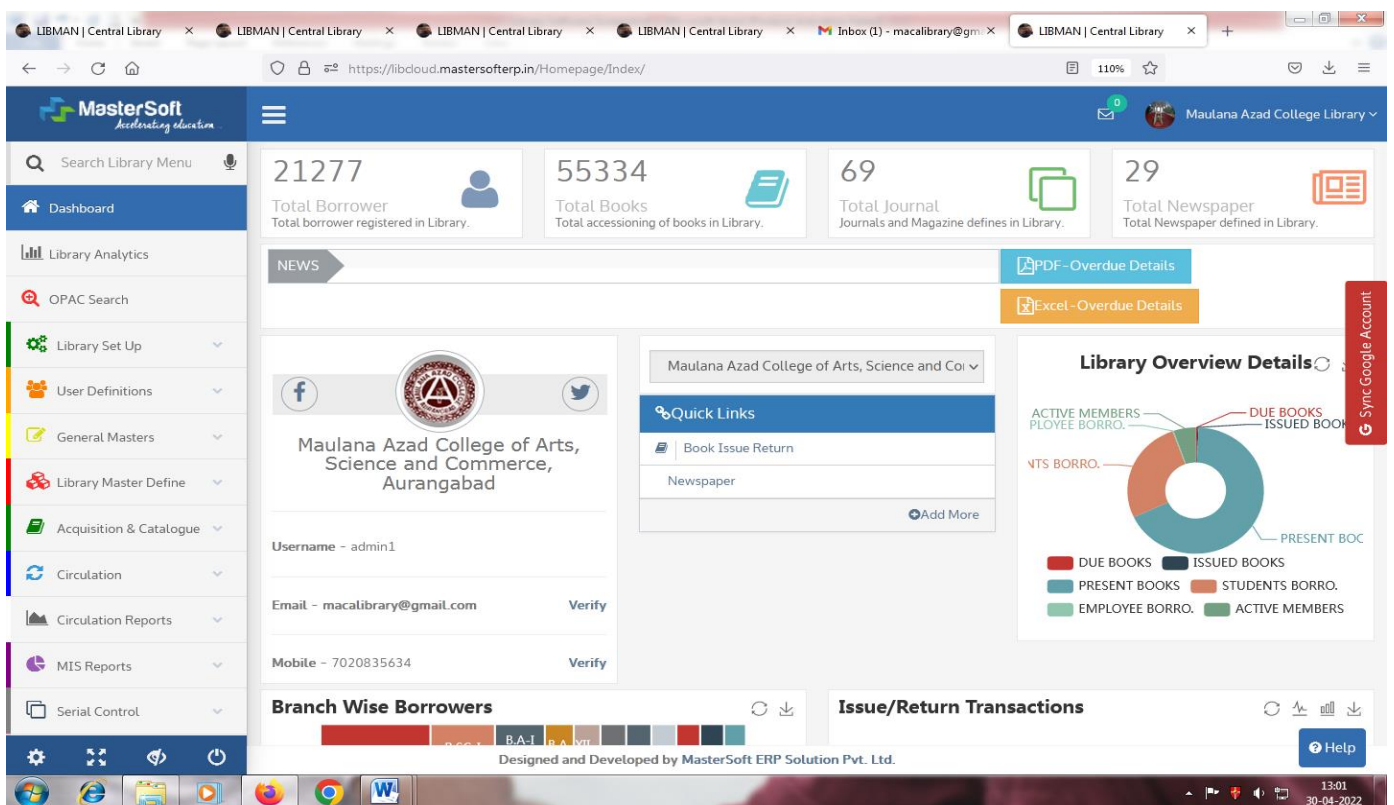 LIBMAN | Central Library
LIBMAN | Central Library
LIBMAN | Central Library
LIBMAN | Central Library
Inbox (1) - macalibrary@gm
LIBMAN | Central Library
https://libcloud.mastersofterp.in/Homepage/Index/
110%
MasterSoft
Accelerating education
0
Maulana Azad College Library
Search Library Menu
Dashboard
Library Analytics
OPAC Search
Library Set Up
User Definitions
General Masters
Library Master Define
Acquisition & Catalogue
Circulation
Circulation Reports
MIS Reports
Serial Control
21277
Total Borrower
Total borrower registered in Library.
55334
Total Books
Total accessioning of books in Library.
69
Total Journal
Journals and Magazine defines in Library.
29
Total Newspaper
Total Newspaper defined in Library.
NEWS
PDF-Overdue Details
Excel-Overdue Details
Maulana Azad College of Arts,
Science and Commerce,
Aurangabad
Username - admin1
Email - macalibrary@gmail.com Verify
Mobile - 7020835634 Verify
Maulana Azad College of Arts, Science and Co
Quick Links
Book Issue Return
Newspaper
Add More
Library Overview Details
ACTIVE MEMBERS
PLOYEE BORRO.
NTS BORRO.
DUE BOOKS
ISSUED BOOK
PRESENT BOO
DUE BOOKS ISSUED BOOKS
PRESENT BOOKS STUDENTS BORRO.
EMPLOYEE BORRO. ACTIVE MEMBERS
Sync Google Account
Branch Wise Borrowers
B.A-I
Issue/Return Transactions
Help
Designed and Developed by MasterSoft ERP Solution Pvt. Ltd.
13:01
30-04-2022